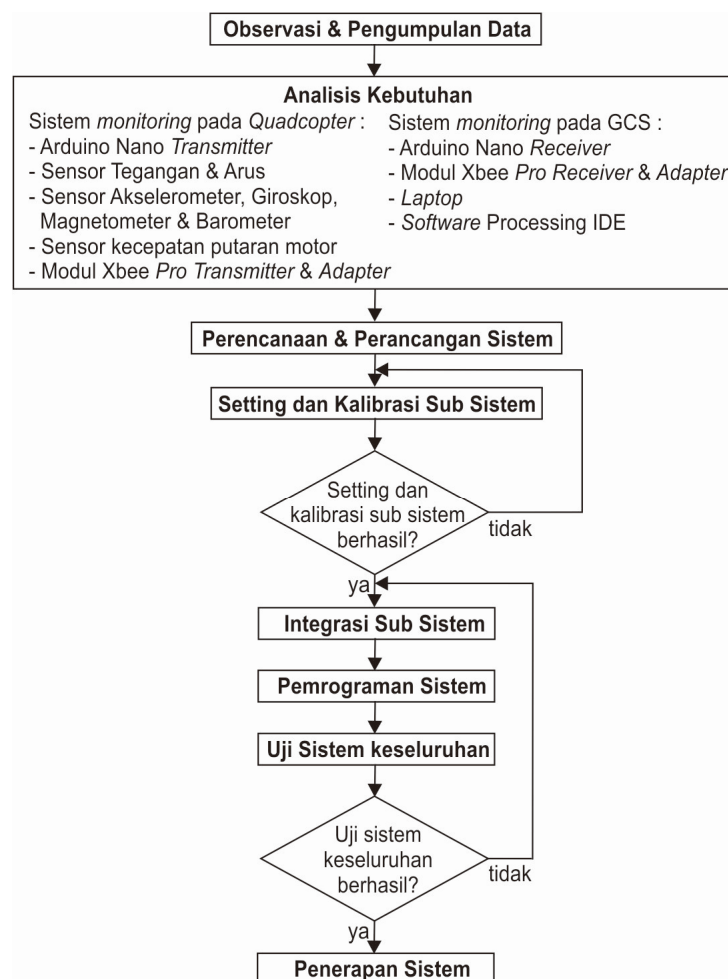 Observasi & Pengumpulan Data
Analisis Kebutuhan
Sistem monitoring pada Quadcopter :
- Arduino Nano Transmitter
- Sensor Tegangan & Arus
- Sensor Akselerometer, Giroskop,
Magnetometer & Barometer
- Sensor kecepatan putaran motor
- Modul Xbee Pro Transmitter & Adapter
Sistem monitoring pada GCS :
- Arduino Nano Receiver
- Modul Xbee Pro Receiver & Adapter
- Laptop
- Software Processing IDE
Perencanaan & Perancangan Sistem
Setting dan Kalibrasi Sub Sistem
Setting dan
kalibrasi sub sistem
berhasil?
tidak
ya
Integrasi Sub Sistem
Pemrograman Sistem
Uji Sistem keseluruhan
Uji sistem
keseluruhan
berhasil?
tidak
ya
Penerapan Sistem